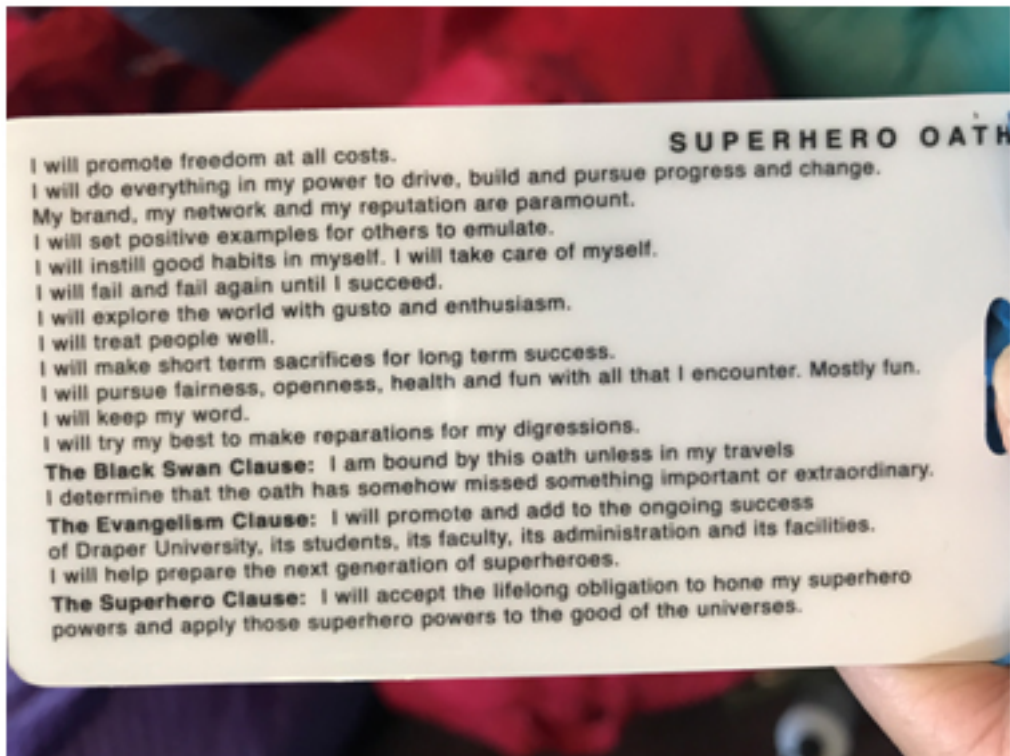 SUPERHERO OATH
I will promote freedom at all costs.
I will do everything in my power to drive, build and pursue progress and change.
My brand, my network and my reputation are paramount.
I will set positive examples for others to emulate.
I will instill good habits in myself. I will take care of myself.
I will fail and fail again until I succeed.
I will explore the world with gusto and enthusiasm.
I will treat people well.
I will make short term sacrifices for long term success.
I will pursue fairness, openness, health and fun with all that I encounter. Mostly fun.
I will keep my word.
I will try my best to make reparations for my digressions.
The Black Swan Clause: I am bound by this oath unless in my travels
I determine that the oath has somehow missed something important or extraordinary.
The Evangelism Clause: I will promote and add to the ongoing success
of Draper University, its students, its faculty, its administration and its facilities.
I will help prepare the next generation of superheroes.
The Superhero Clause: I will accept the lifelong obligation to hone my superhero
powers and apply those superhero powers to the good of the universes.